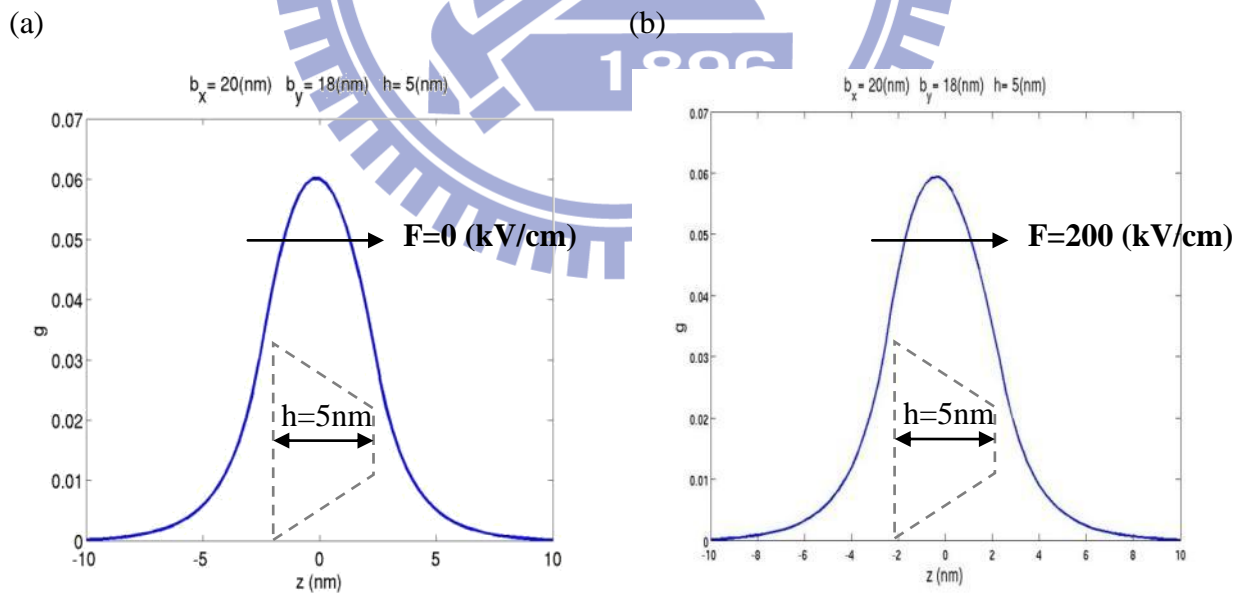 (a)
(b)
1896
b_x = 20(nm) b_y = 18(nm) h= 5(nm)
0.07
0.06
0.05
0.04
0.03
0.02
0.01
0
g
F=0 (kV/cm)
h=5nm
-10 -5 0 5 10
z (nm)
b_x = 20(nm) b_y = 18(nm) h= 5(nm)
0.07
0.06
0.05
0.04
0.03
0.02
0.01
0
g
F=200 (kV/cm)
h=5nm
-10 -8 -6 -4 -2 0 2 4 6 8 10
z (nm)